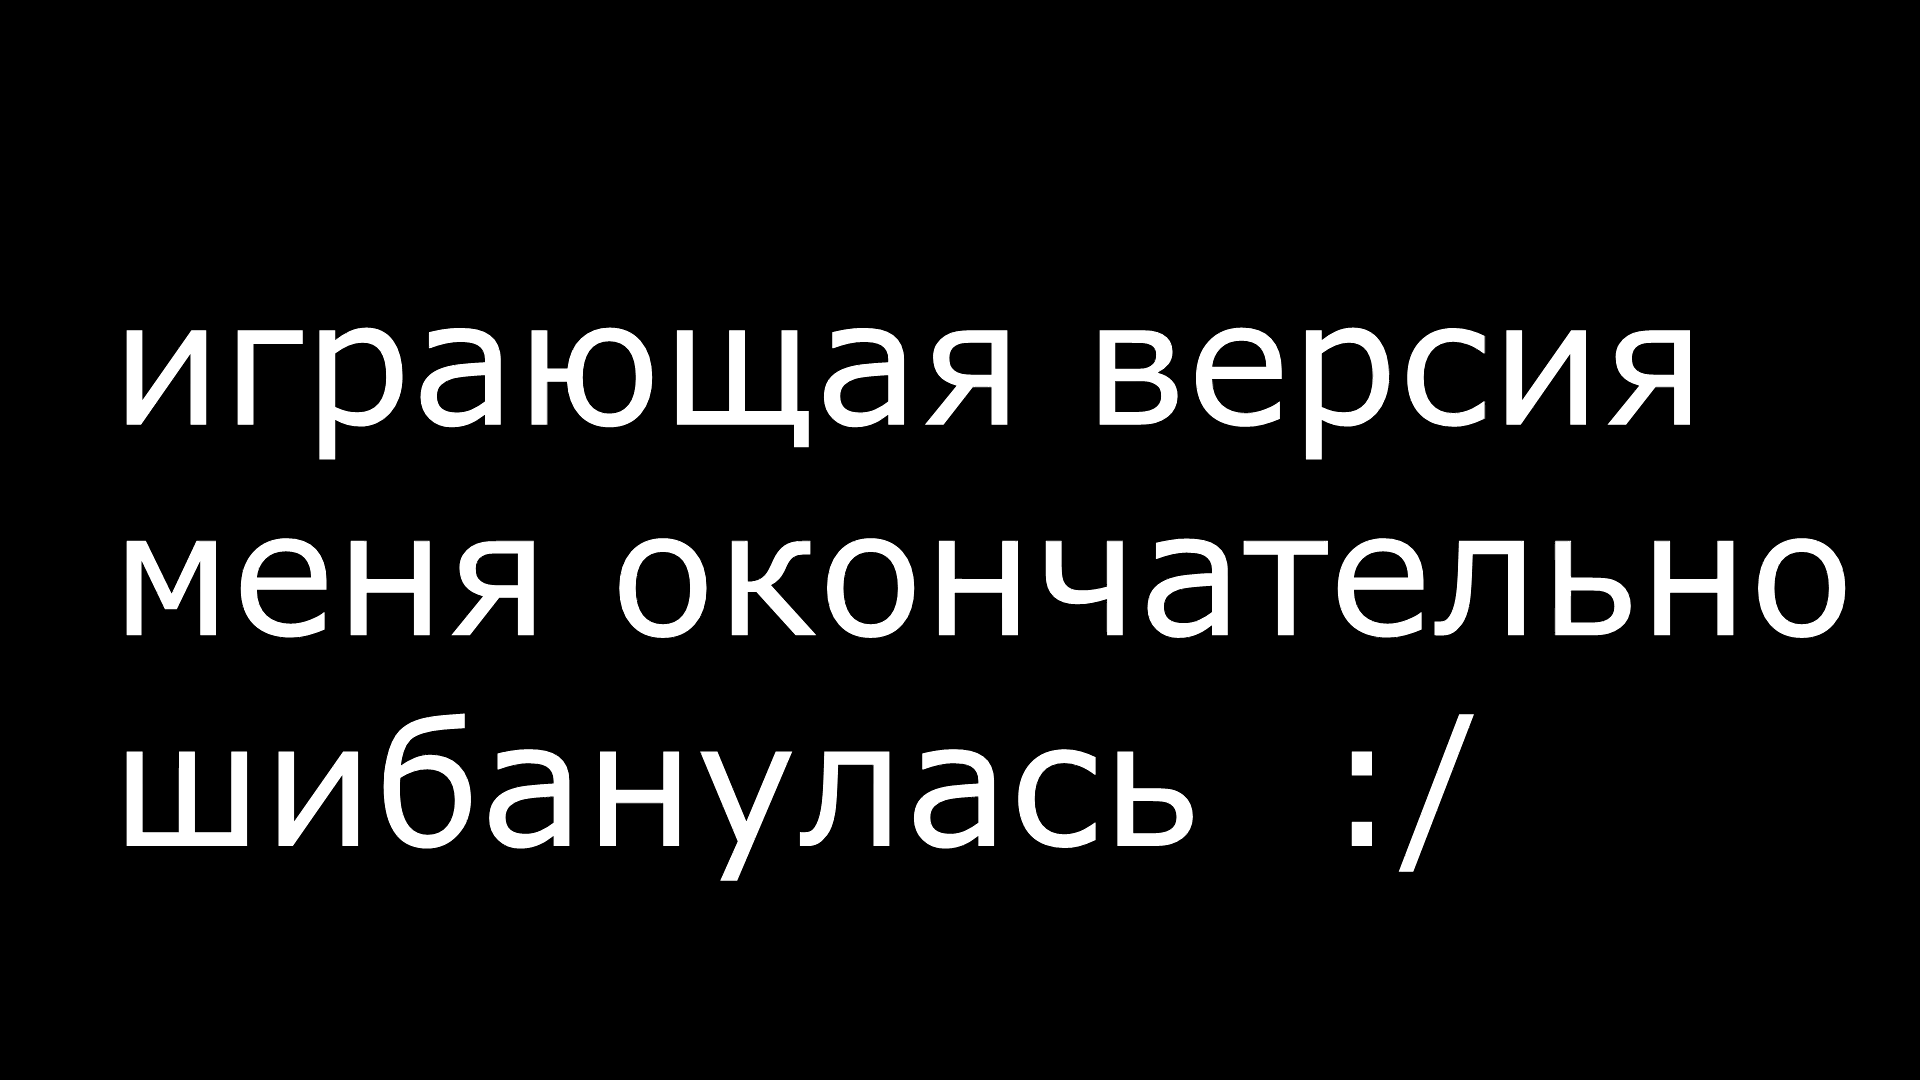 играющая версия
меня окончательно
шибанулась :/